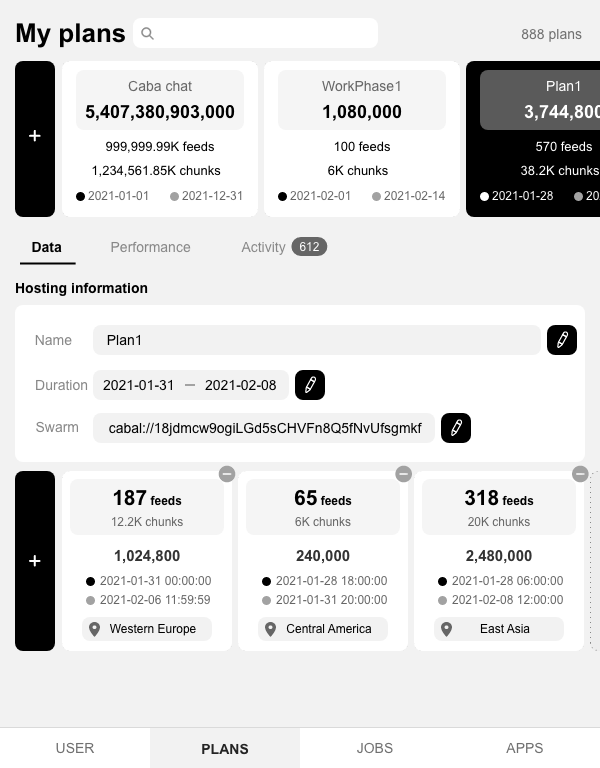 My plans
888 plans
+
Caba chat
5,407,380,903,000
999,999.99K feeds
1,234,561.85K chunks
2021-01-01 2021-12-31
WorkPhase1
1,080,000
100 feeds
6K chunks
2021-02-01 2021-02-14
Plan1
3,744,800
570 feeds
38.2K chunks
2021-01-28 20
Data Performance Activity 612
Hosting information
Name Plan1
Duration 2021-01-31 — 2021-02-08
Swarm cabal://18jdmcw9ogiLGd5sCHVFn8Q5fNvUfsgmkf
+
187 feeds
12.2K chunks
1,024,800
2021-01-31 00:00:00
2021-02-06 11:59:59
Western Europe
65 feeds
6K chunks
240,000
2021-01-28 18:00:00
2021-01-31 20:00:00
Central America
318 feeds
20K chunks
2,480,000
2021-01-28 06:00:00
2021-02-08 12:00:00
East Asia
USER PLANS JOBS APPS